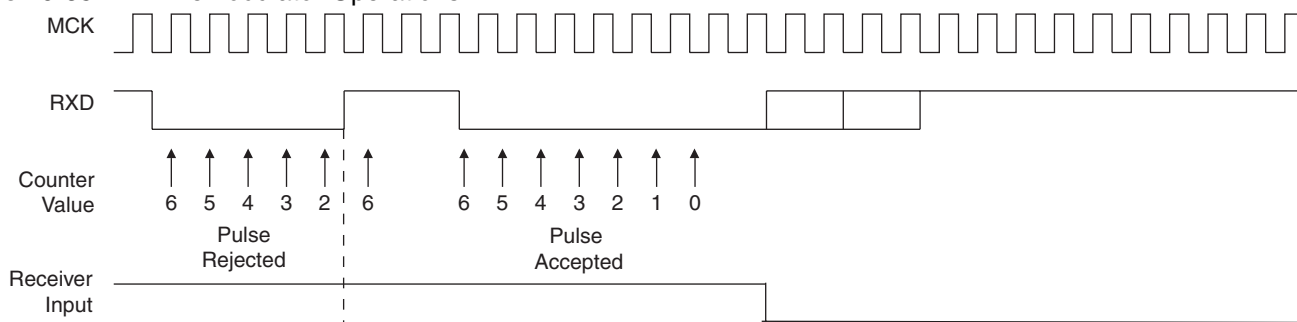 MCK
RXD
Counter
Value
6 5 4 3 2 6 6 5 4 3 2 1 0
Pulse
Rejected
Pulse
Accepted
Receiver
Input